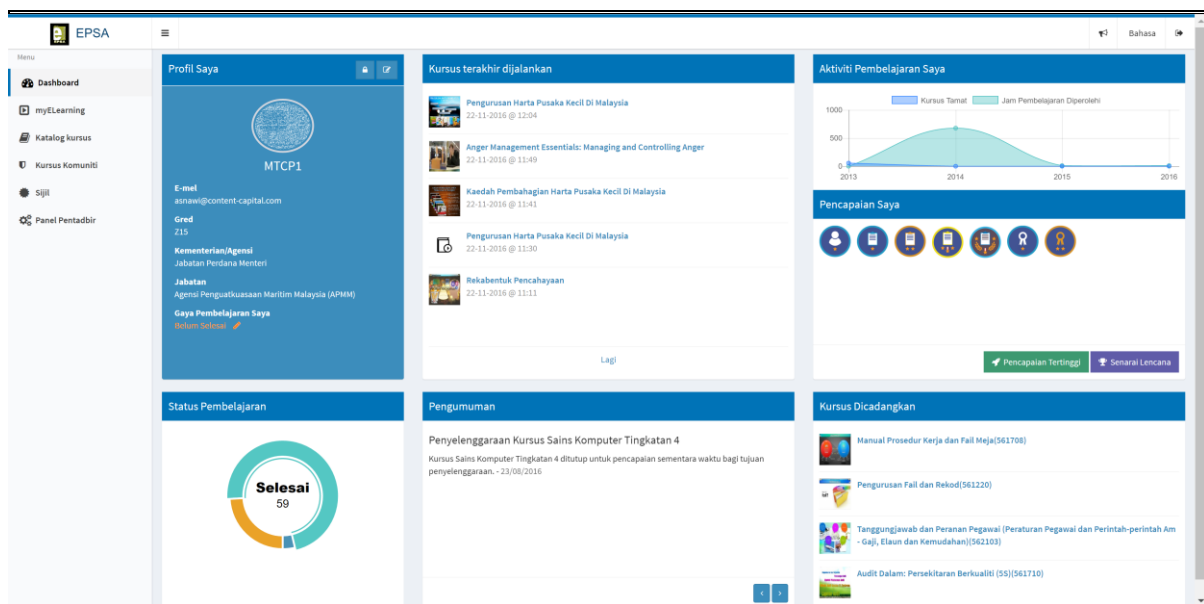 EPSA
Bahasa
Menu
Dashboard
myELearning
Katalog kursus
Kursus Komuniti
Sijil
Panel Pentadbir
Profil Saya
MTCP1
E-mel
asnawi@content-capital.com
Gred
Z15
Kementerian/Agensi
Jabatan Perdana Menteri
Jabatan
Agensi Penguatkuasaan Maritim Malaysia (APMM)
Gaya Pembelajaran Saya
Belum Selesai
Kursus terakhir dijalankan
Pengurusan Harta Pusaka Kecil Di Malaysia
22-11-2016 @ 12:04
Anger Management Essentials: Managing and Controlling Anger
22-11-2016 @ 11:49
Kaedah Pembahagian Harta Pusaka Kecil Di Malaysia
22-11-2016 @ 11:41
Pengurusan Harta Pusaka Kecil Di Malaysia
22-11-2016 @ 11:30
Rekabentuk Pencahayaan
22-11-2016 @ 11:11
Lagi
Aktiviti Pembelajaran Saya
Kursus Tamat
Jam Pembelajaran Diperolehi
1000
500
0
2013
2014
2015
2016
Pencapaian Saya
Pencapaian Tertinggi
Senarai Lencana
Status Pembelajaran
Selesai
59
Pengumuman
Penyelenggaraan Kursus Sains Komputer Tingkatan 4
Kursus Sains Komputer Tingkatan 4 ditutup untuk pencapaian sementara waktu bagi tujuan
penyelenggaraan. - 23/08/2016
Kursus Dicadangkan
Manual Prosedur Kerja dan Fail Meja(561708)
Pengurusan Fail dan Rekod(561220)
Tanggungjawab dan Peranan Pegawai (Peraturan Pegawai dan Perintah-perintah Am
- Gaji, Elaun dan Kemudahan)(562103)
Audit Dalam: Persekitaran Berkualiti (5S)(561710)